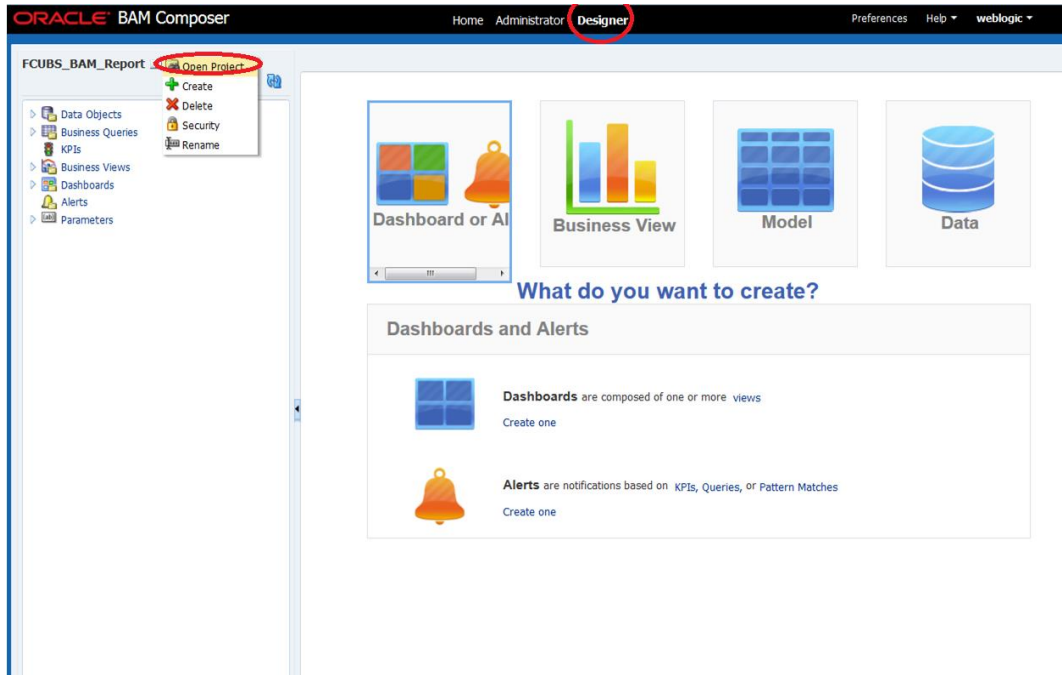 ORACLE BAM Composer
Home Administrator Designer
Preferences Help weblogic
FCUBS_BAM_Report
Open Project
Create
Delete
Security
Rename
Data Objects
Business Queries
KPIs
Business Views
Dashboards
Alerts
Parameters
Dashboard or Al
Business View
Model
Data
What do you want to create?
Dashboards and Alerts
Dashboards are composed of one or more views
Create one
Alerts are notifications based on KPIs, Queries, or Pattern Matches
Create one